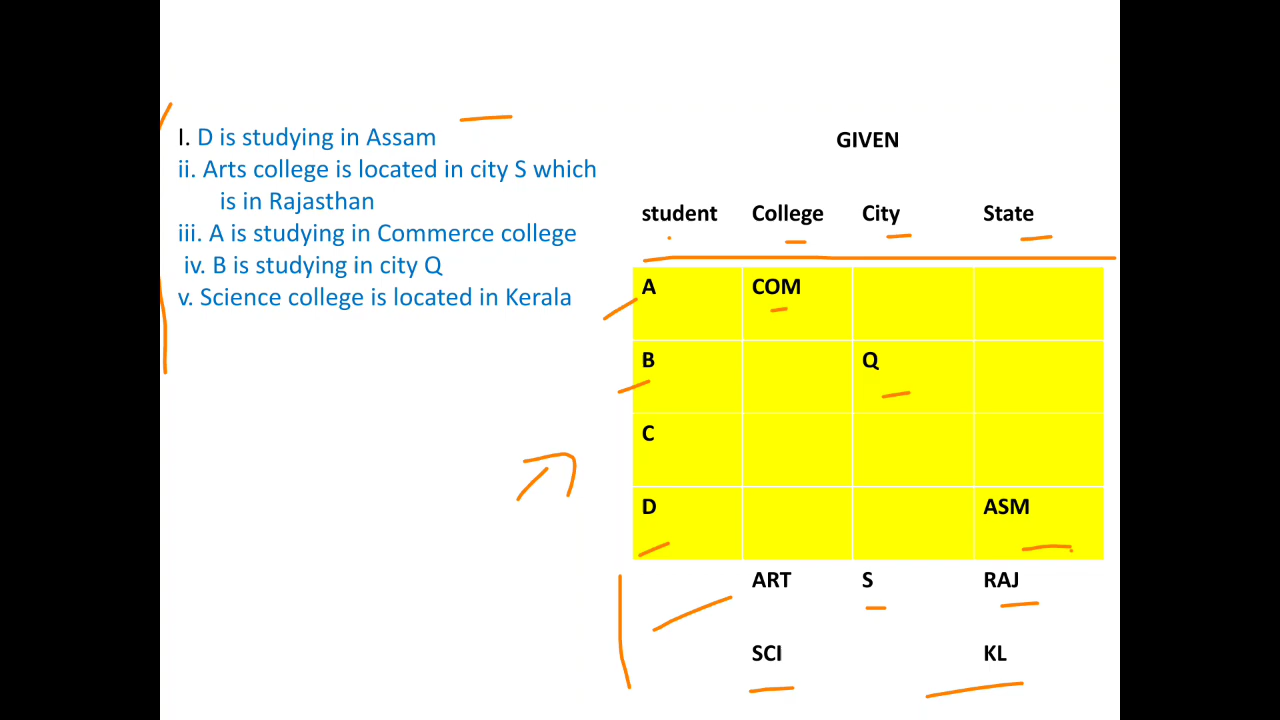 I. D is studying in Assam
ii. Arts college is located in city S which
is in Rajasthan
iii. A is studying in Commerce college
iv. B is studying in city Q
v. Science college is located in Kerala
GIVEN
student College City State
A COM
B Q
C
D ASM
ART S RAJ
SCI KL